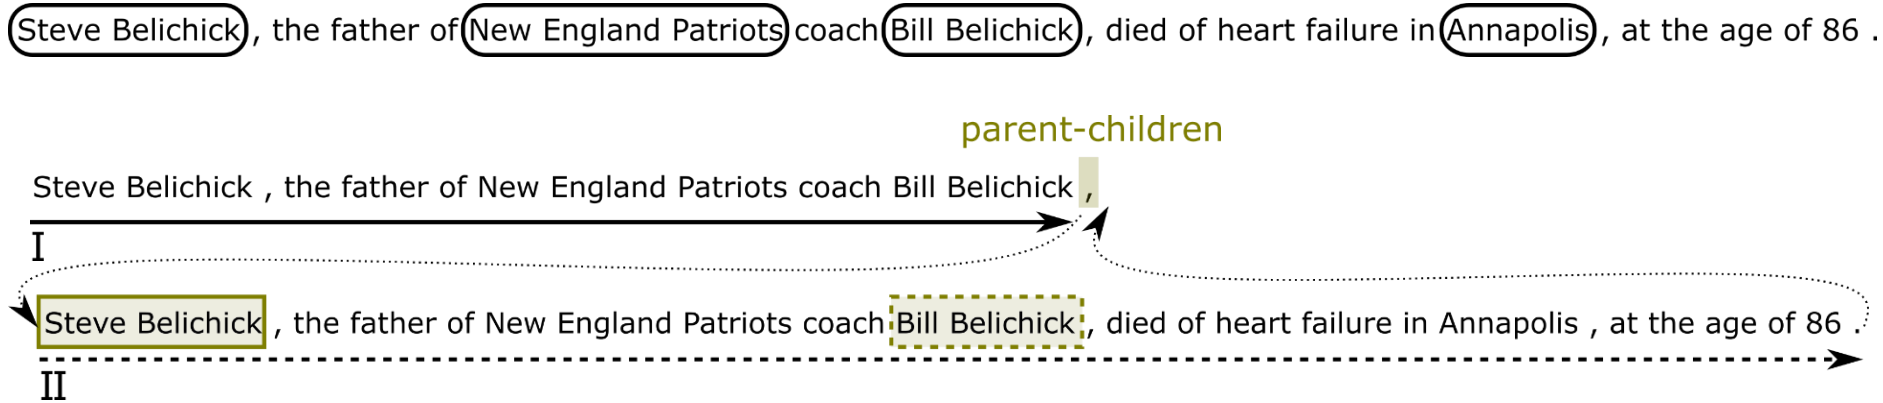 Steve Belichick , the father of New England Patriots coach Bill Belichick , died of heart failure in Annapolis , at the age of 86 .
parent-children
Steve Belichick , the father of New England Patriots coach Bill Belichick ,
I
Steve Belichick , the father of New England Patriots coach Bill Belichick , died of heart failure in Annapolis , at the age of 86 .
II